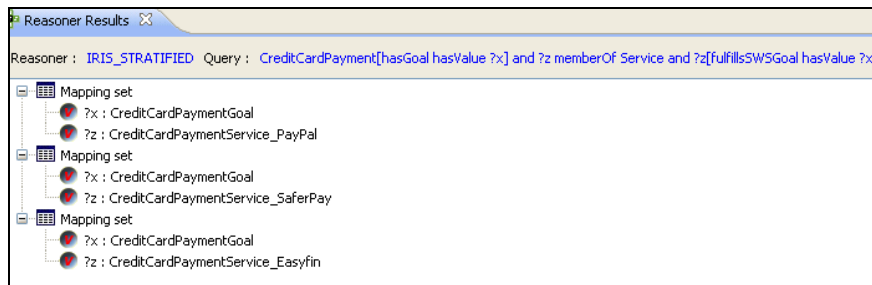 Reasoner Results
Reasoner : IRIS_STRATIFIED Query : CreditCardPayment[hasGoal hasValue ?x] and ?z memberOf Service and ?z[fulfillsSWSGoal hasValue ?x
Mapping set
?x : CreditCardPaymentGoal
?z : CreditCardPaymentService_PayPal
Mapping set
?x : CreditCardPaymentGoal
?z : CreditCardPaymentService_SaferPay
Mapping set
?x : CreditCardPaymentGoal
?z : CreditCardPaymentService_Easyfin